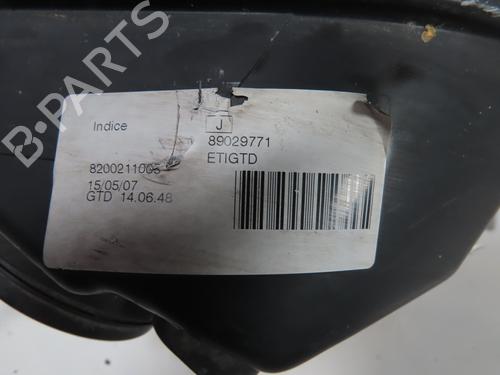 B-PARTS
Indice J
89029771
ETIGTD
8200211005
15/05/07
GTD 14.06.48